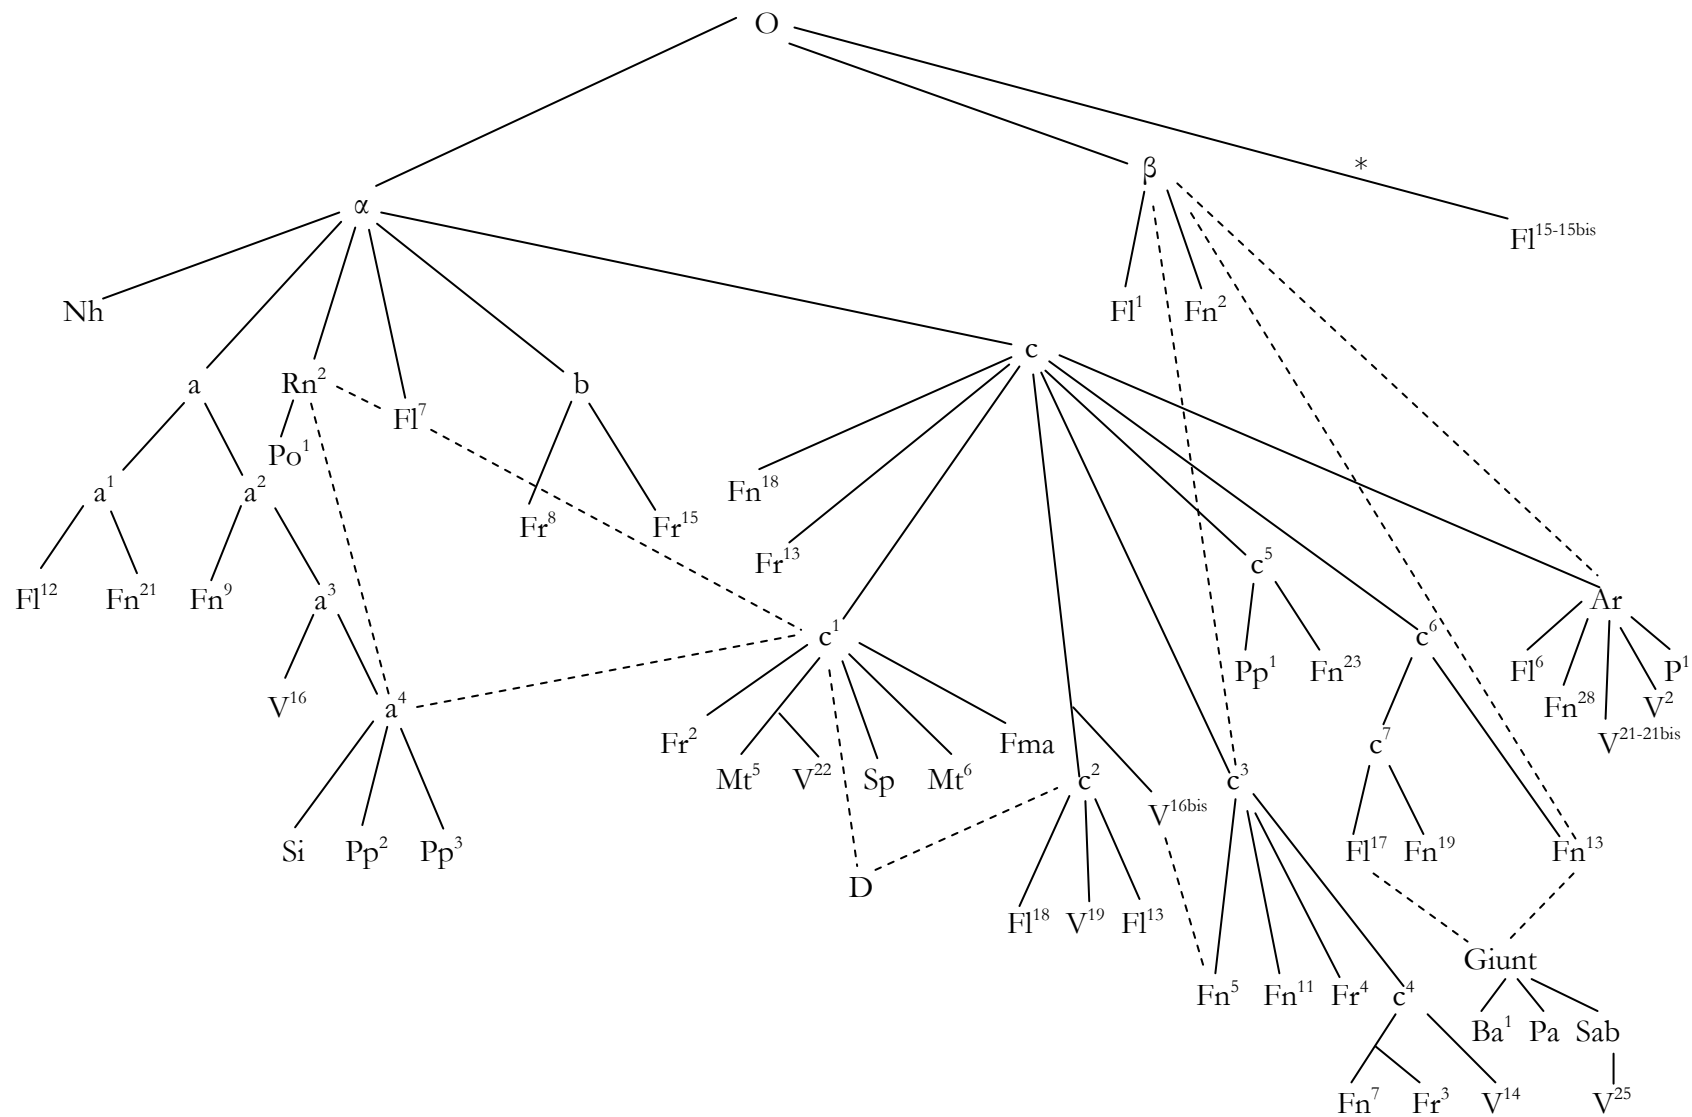 O
*
β
α
Fl¹⁵⁻¹⁵ᵇⁱˢ
Nh
Fl¹ Fn²
c
a Rn² b
Fl⁷
Po¹
a¹ a² Fn¹⁸
Fr⁸ Fr¹⁵
Fr¹³ c⁵
Fl¹² Fn²¹ Fn⁹ a³ Ar
c¹ c⁶
Pp¹ Fn²³ Fl⁶ P¹
V¹⁶ a⁴ Fn²⁸ V²
Fr² Fma c⁷ V²¹⁻²¹ᵇⁱˢ
Mt⁵ V²² Sp Mt⁶ c² c³
V¹⁶ᵇⁱˢ
Si Pp² Pp³ Fl¹⁷ Fn¹⁹ Fn¹³
D
Fl¹⁸ V¹⁹ Fl¹³
Giunt
Fn⁵ Fn¹¹ Fr⁴ c⁴
Ba¹ Pa Sab
Fn⁷ Fr³ V¹⁴ V²⁵